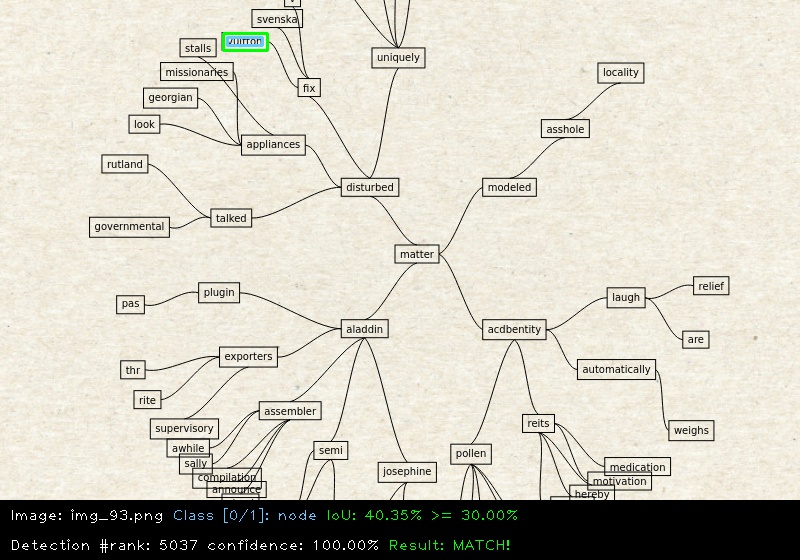 svenska
vuitton
stalls
uniquely
missionaries
locality
fix
georgian
look
asshole
appliances
rutland
disturbed
modeled
talked
governmental
matter
relief
plugin
laugh
pas
aladdin
acdbentity
are
exporters
thr
automatically
rite
assembler
supervisory
reits
weighs
awhile
semi
pollen
sally
josephine
medication
compilation
motivation
announce
hereby
Image: img_93.png Class [0/1]: node IoU: 40.35% >= 30.00%
Detection #rank: 5037 confidence: 100.00% Result: MATCH!